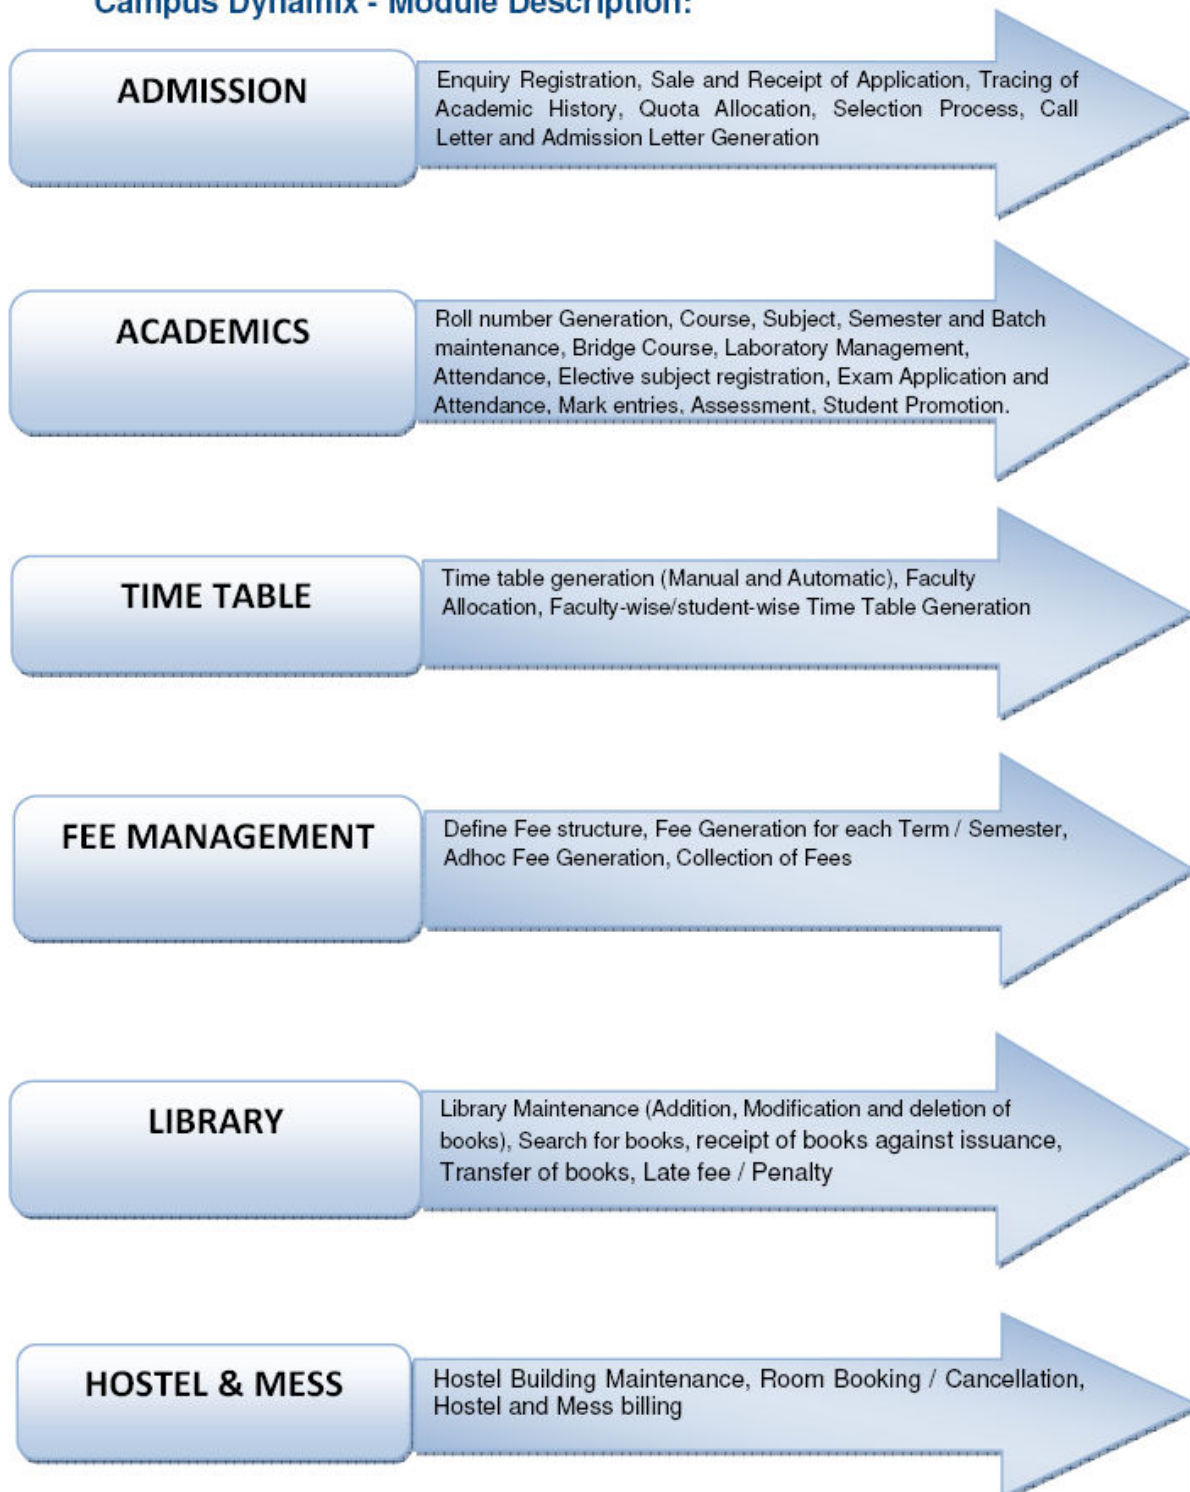 Campus Dynamix - Module Description:
ADMISSION
Enquiry Registration, Sale and Receipt of Application, Tracing of
Academic History, Quota Allocation, Selection Process, Call
Letter and Admission Letter Generation
ACADEMICS
Roll number Generation, Course, Subject, Semester and Batch
maintenance, Bridge Course, Laboratory Management,
Attendance, Elective subject registration, Exam Application and
Attendance, Mark entries, Assessment, Student Promotion.
TIME TABLE
Time table generation (Manual and Automatic), Faculty
Allocation, Faculty-wise/student-wise Time Table Generation
FEE MANAGEMENT
Define Fee structure, Fee Generation for each Term / Semester,
Adhoc Fee Generation, Collection of Fees
LIBRARY
Library Maintenance (Addition, Modification and deletion of
books), Search for books, receipt of books against issuance,
Transfer of books, Late fee / Penalty
HOSTEL & MESS
Hostel Building Maintenance, Room Booking / Cancellation,
Hostel and Mess billing